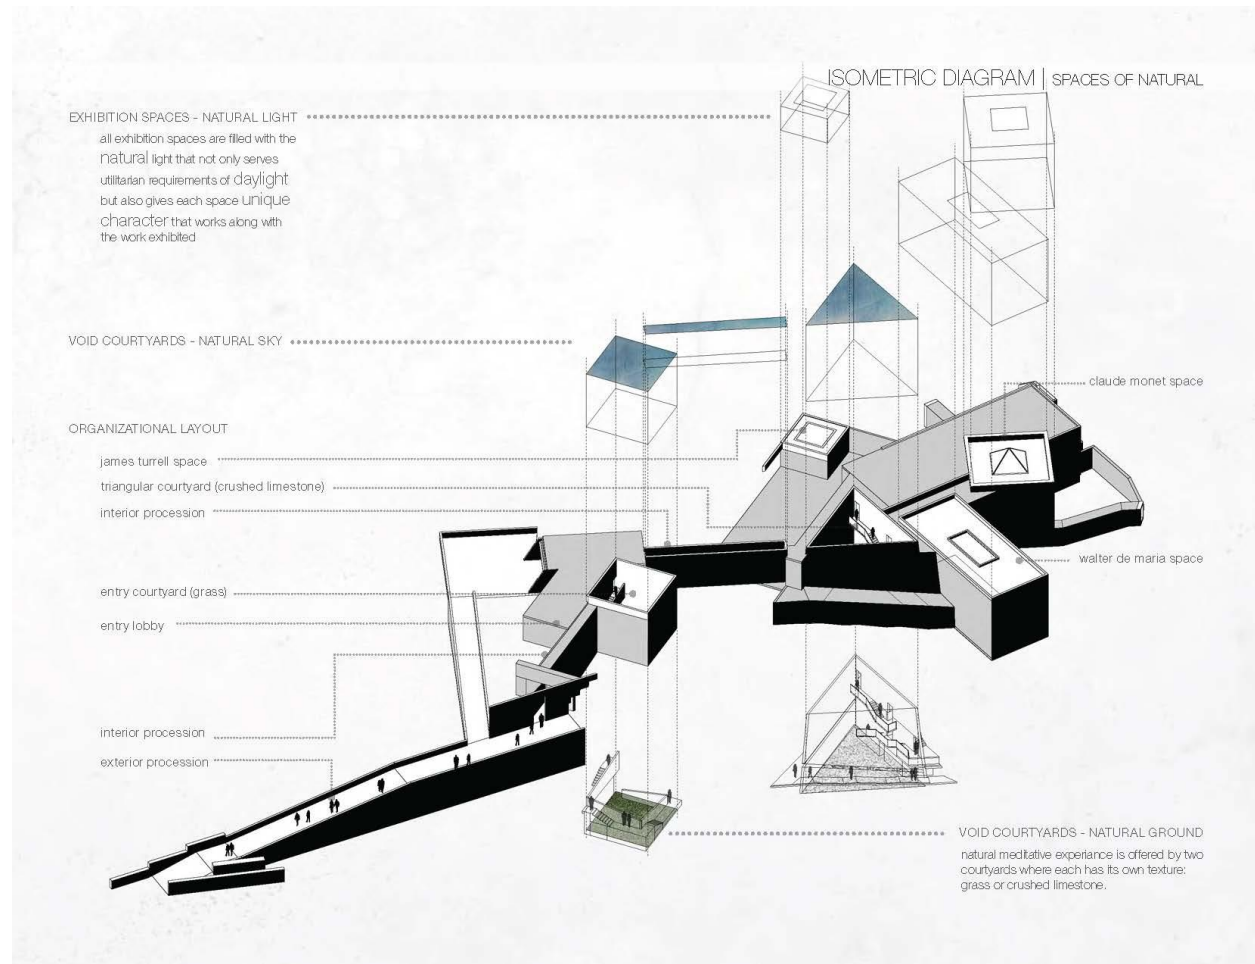 ISOMETRIC DIAGRAM | SPACES OF NATURAL
EXHIBITION SPACES - NATURAL LIGHT
all exhibition spaces are filled with the
natural light that not only serves
utilitarian requirements of daylight
but also gives each space unique
character that works along with
the work exhibited
VOID COURTYARDS - NATURAL SKY
claude monet space
ORGANIZATIONAL LAYOUT
james turrell space
triangular courtyard (crushed limestone)
interior procession
walter de maria space
entry courtyard (grass)
entry lobby
interior procession
exterior procession
VOID COURTYARDS - NATURAL GROUND
natural meditative experiance is offered by two
courtyards where each has its own texture:
grass or crushed limestone.